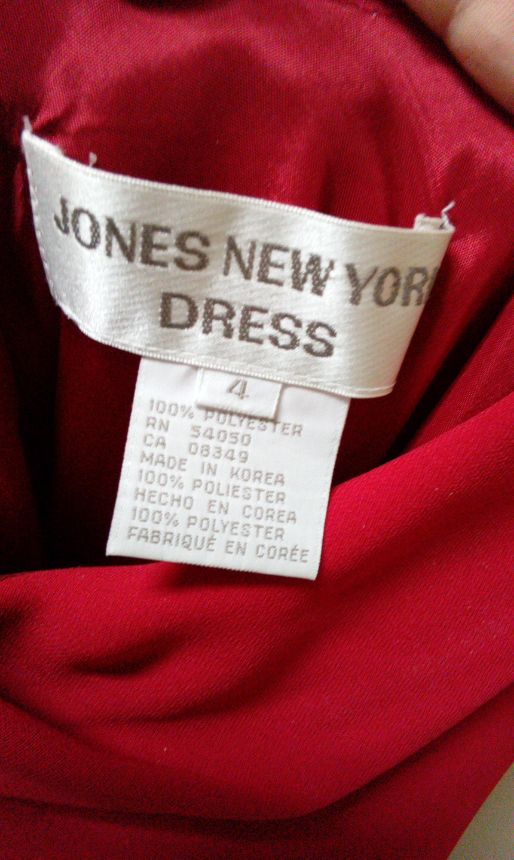 JONES NEW YOR
DRESS
4
100% POLYESTER
RN 54050
CA 08349
MADE IN KOREA
100% POLIESTER
HECHO EN COREA
100% POLYESTER
FABRIQUÉ EN CORÉE